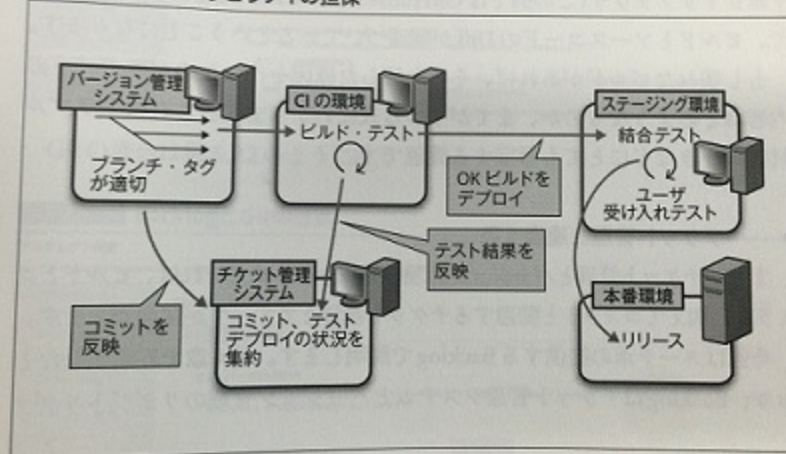 バージョン管理
システム
ブランチ・タグ
が適切
CIの環境
ビルド・テスト
ステージング環境
結合テスト
ユーザ
受け入れテスト
OKビルドを
デプロイ
テスト結果を
反映
チケット管理
システム
コミット、テスト
デプロイの状況を
集約
コミットを
反映
本番環境
リリース